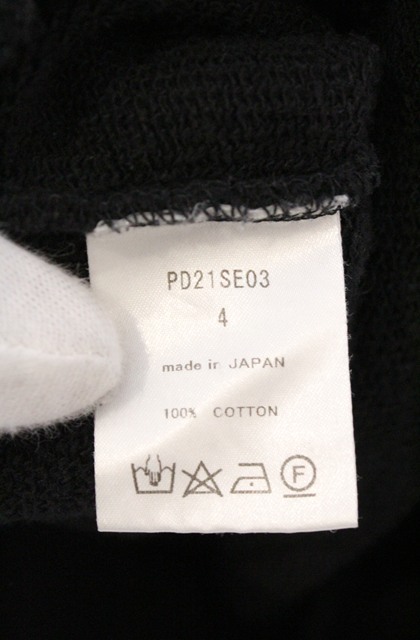 PD21SE03
4
made in JAPAN
100% COTTON
F